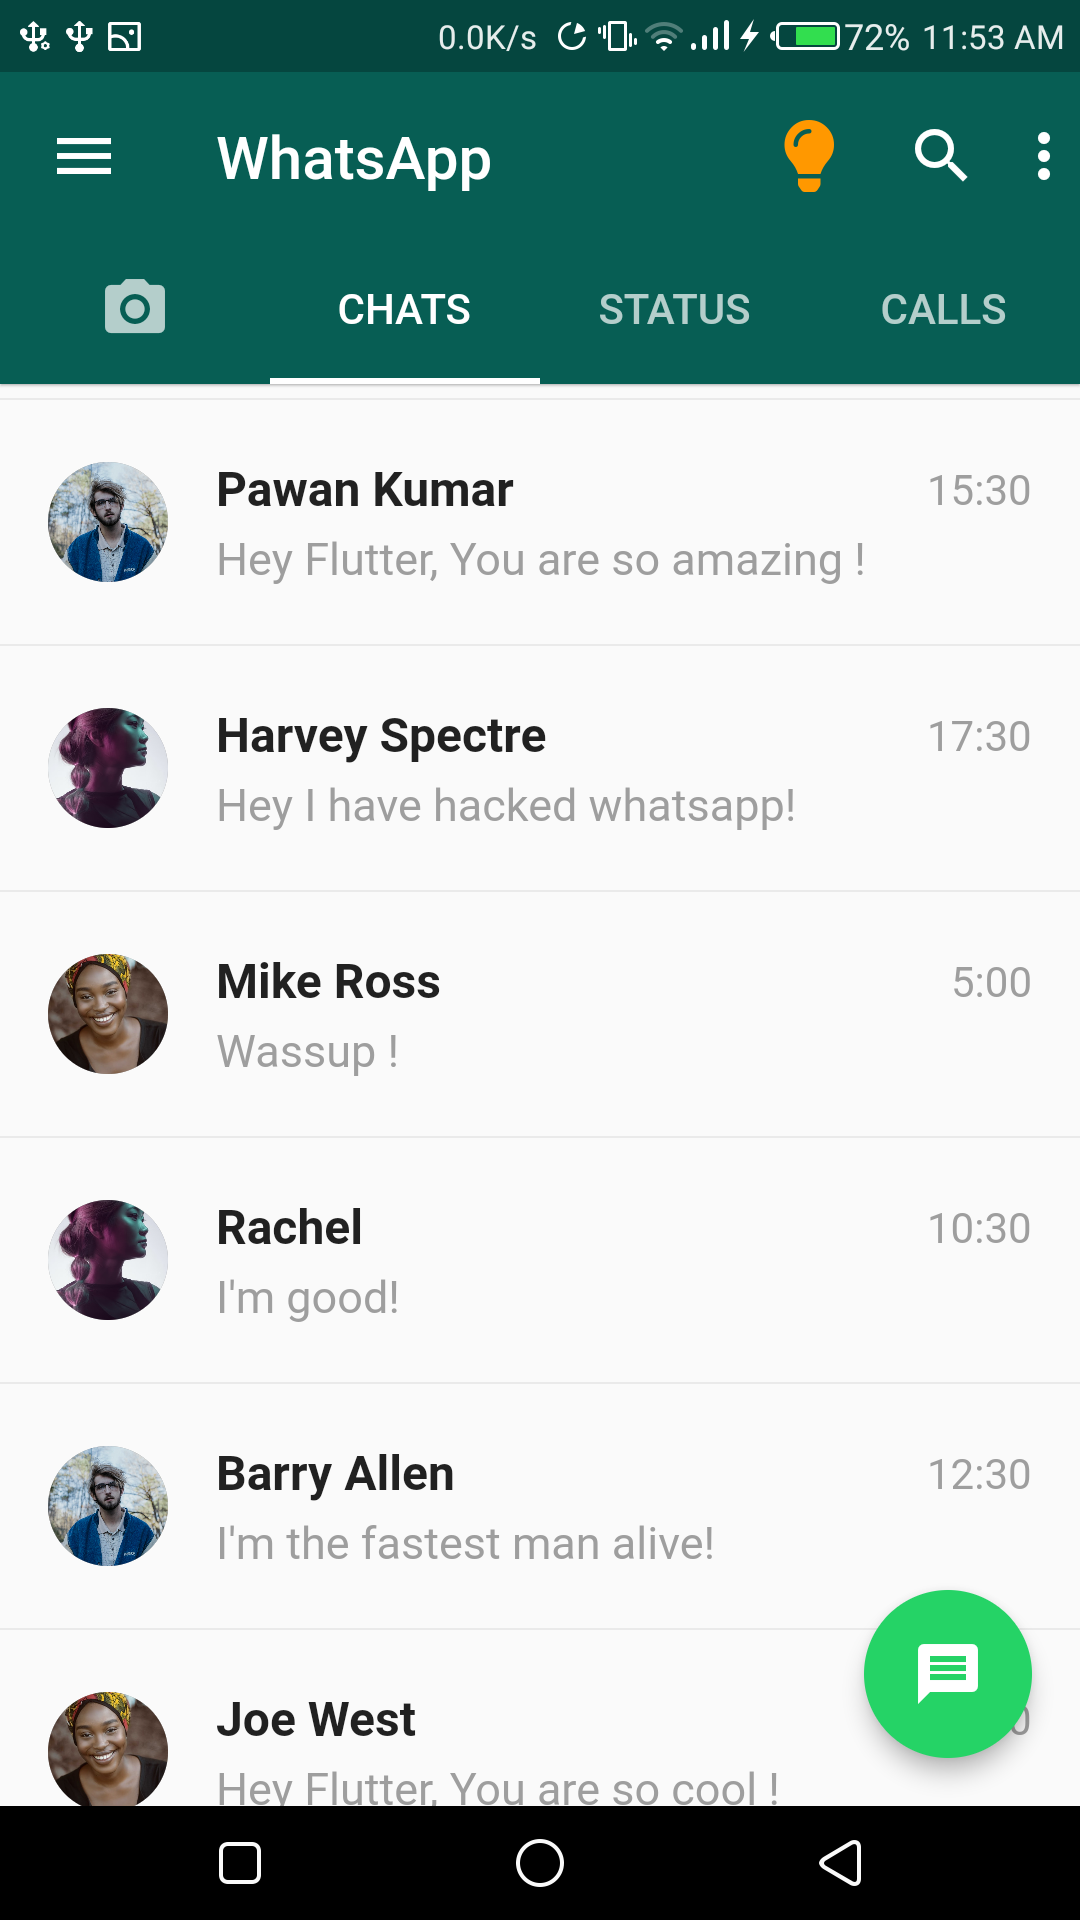 0.0K/s 72% 11:53 AM
WhatsApp
CHATS STATUS CALLS
Pawan Kumar 15:30
Hey Flutter, You are so amazing !
Harvey Spectre 17:30
Hey I have hacked whatsapp!
Mike Ross 5:00
Wassup !
Rachel 10:30
I'm good!
Barry Allen 12:30
I'm the fastest man alive!
Joe West
Hey Flutter, You are so cool !